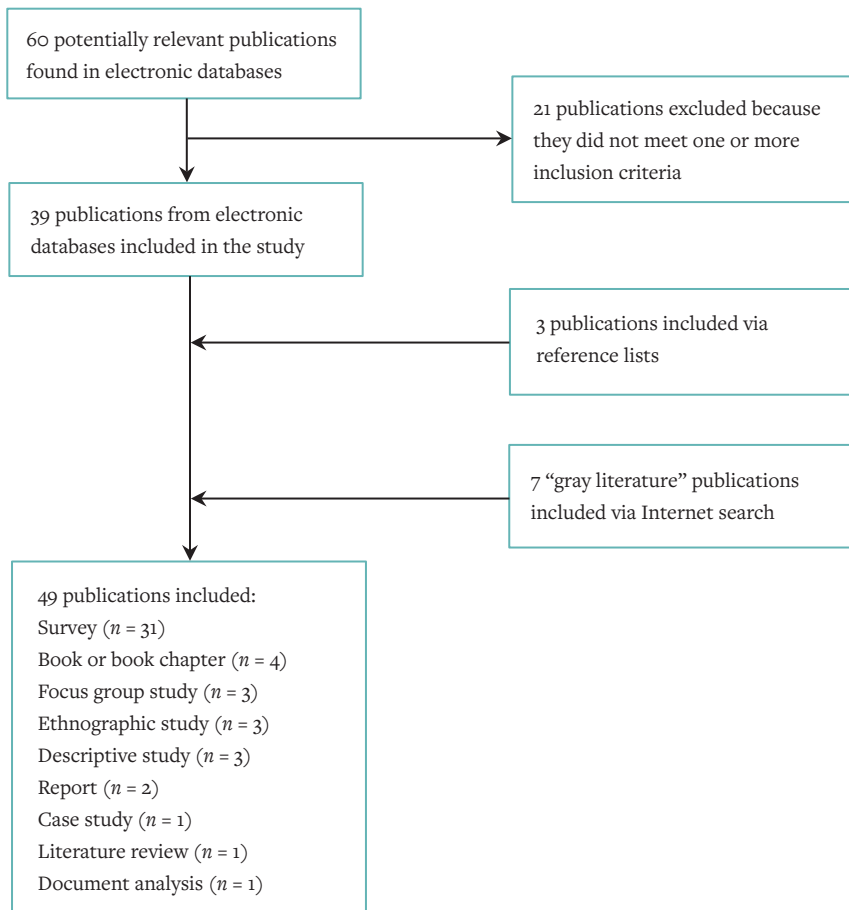 60 potentially relevant publications
found in electronic databases
21 publications excluded because
they did not meet one or more
inclusion criteria
39 publications from electronic
databases included in the study
3 publications included via
reference lists
7 “gray literature” publications
included via Internet search
49 publications included:
Survey (n = 31)
Book or book chapter (n = 4)
Focus group study (n = 3)
Ethnographic study (n = 3)
Descriptive study (n = 3)
Report (n = 2)
Case study (n = 1)
Literature review (n = 1)
Document analysis (n = 1)